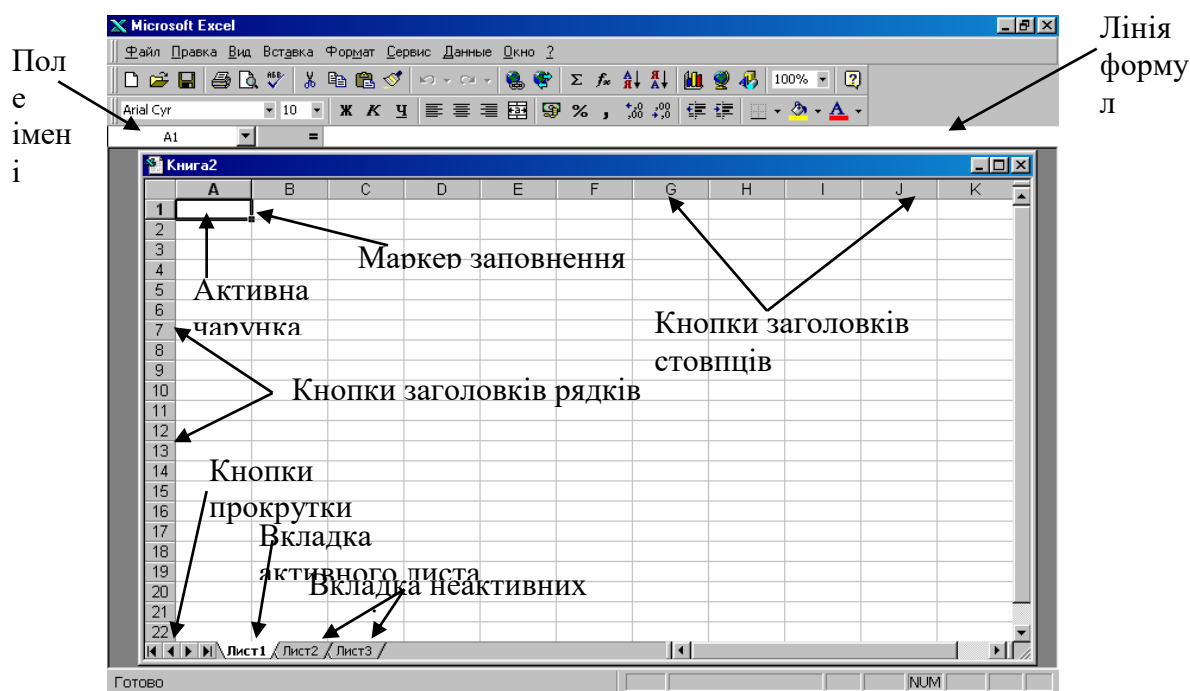 Microsoft Excel
Файл Правка Вид Вставка Формат Сервис Данные Окно ?
100%
Arial Cyr 10 Ж К Ч
A1 =
Пол
е
імен
і
Лінія
форму
л
Книга2
A B C D E F G H I J K
1
2
3
Маркер заповнення
4
5
Активна
6
Кнопки заголовків
7
чарунка
8
стовпців
9
10
Кнопки заголовків рядків
11
12
13
14
Кнопки
15
16
прокрутки
17
Вкладка
18
19
активного листа
20
Вкладка неактивних
21
22
Лист1 Лист2 Лист3
Готово NUM